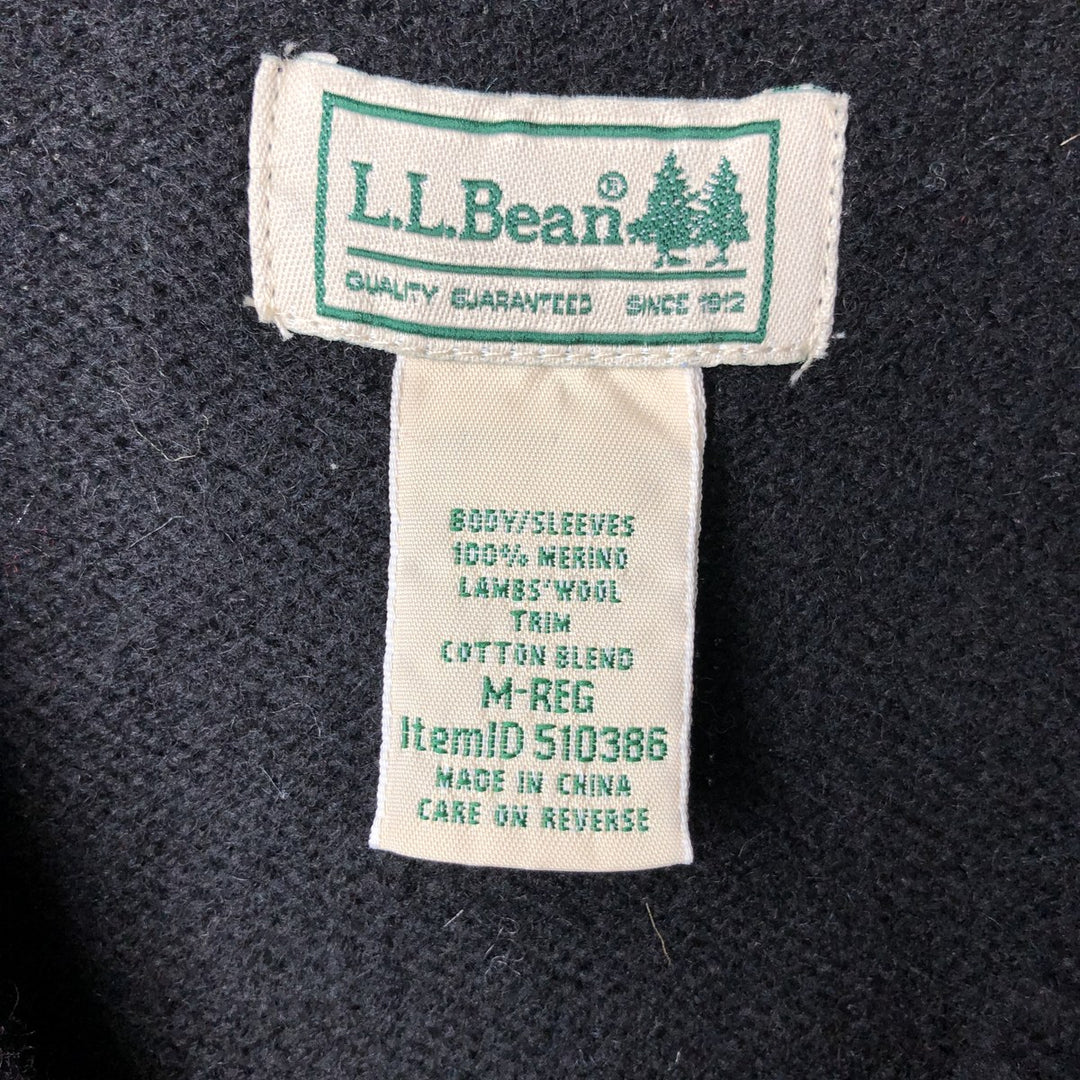 L.L.Bean®
QUALITY GUARANTEED SINCE 1912
BODY/SLEEVES
100% MERINO
LAMBS'WOOL
TRIM
COTTON BLEND
M-REG
ItemID 510386
MADE IN CHINA
CARE ON REVERSE